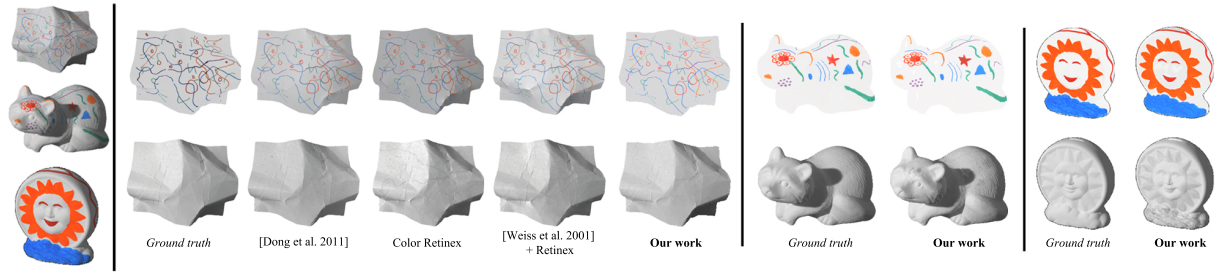 Ground truth
[Dong et al. 2011]
Color Retinex
[Weiss et al. 2001]
+ Retinex
Our work
Ground truth
Our work
Ground truth
Our work